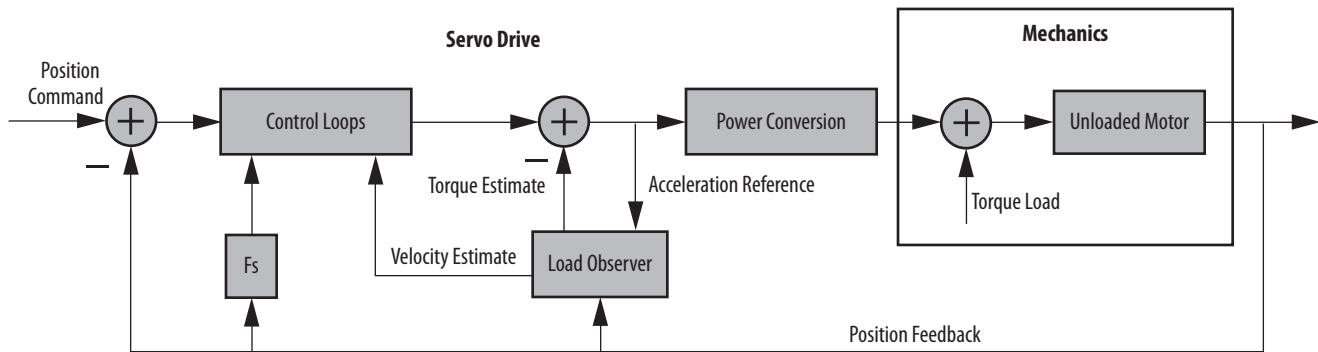 Servo Drive
Mechanics
Position
Command
+
Control Loops
+
Power Conversion
+
Unloaded Motor
−
−
Torque Estimate
Acceleration Reference
Torque Load
Fs
Velocity Estimate
Load Observer
Position Feedback